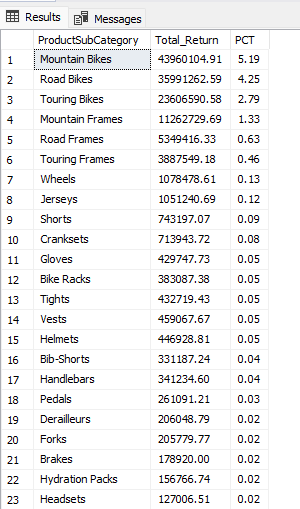 Results Messages
ProductSubCategory Total_Return PCT
1 Mountain Bikes 43960104.91 5.19
2 Road Bikes 35991262.59 4.25
3 Touring Bikes 23606590.58 2.79
4 Mountain Frames 11262729.69 1.33
5 Road Frames 5349416.33 0.63
6 Touring Frames 3887549.18 0.46
7 Wheels 1078478.61 0.13
8 Jerseys 1051240.69 0.12
9 Shorts 743197.07 0.09
10 Cranksets 713943.72 0.08
11 Gloves 429747.73 0.05
12 Bike Racks 383087.38 0.05
13 Tights 432719.43 0.05
14 Vests 459067.67 0.05
15 Helmets 446928.81 0.05
16 Bib-Shorts 331187.24 0.04
17 Handlebars 341234.60 0.04
18 Pedals 261091.21 0.03
19 Derailleurs 206048.79 0.02
20 Forks 205779.77 0.02
21 Brakes 178920.00 0.02
22 Hydration Packs 156766.74 0.02
23 Headsets 127006.51 0.02